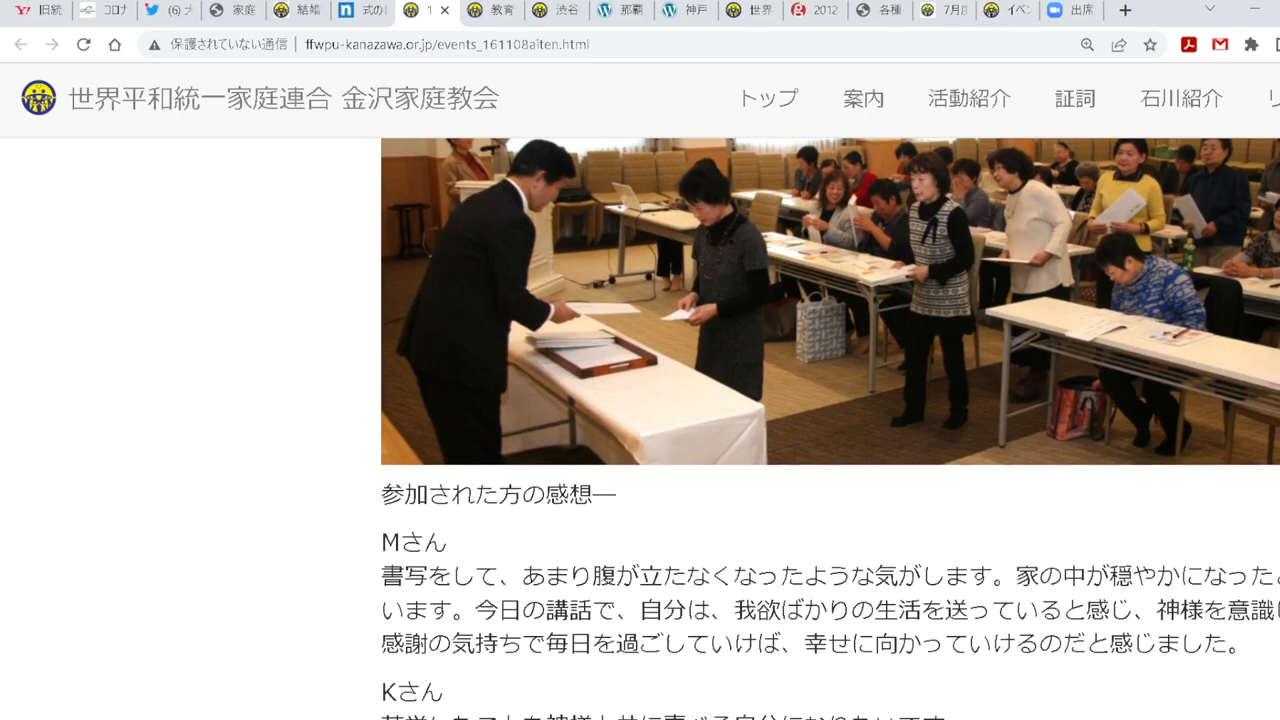 旧統
コロナ
(6) ﾅ
家庭
結婚
式の
1
教育
渋谷
那覇
神戸
世界
2012
各種
7月度
イベン
出席
保護されていない通信 ffwpu-kanazawa.or.jp/events_161108aiten.html
世界平和統一家庭連合 金沢家庭教会
トップ 案内 活動紹介 証詞 石川紹介 リ
参加された方の感想―
Mさん
書写をして、あまり腹が立たなくなったような気がします。家の中が穏やかになったと
います。今日の講話で、自分は、我欲ばかりの生活を送っていると感じ、神様を意識し
感謝の気持ちで毎日を過ごしていけば、幸せに向かっていけるのだと感じました。
Kさん